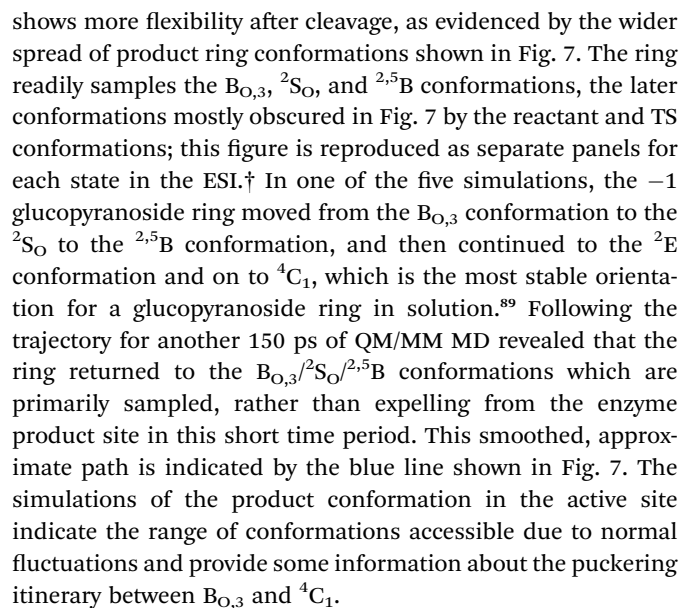 shows more flexibility after cleavage, as evidenced by the wider
spread of product ring conformations shown in Fig. 7. The ring
readily samples the B_O,3, ²S_O, and ²,⁵B conformations, the later
conformations mostly obscured in Fig. 7 by the reactant and TS
conformations; this figure is reproduced as separate panels for
each state in the ESI.† In one of the five simulations, the −1
glucopyranoside ring moved from the B_O,3 conformation to the
²S_O to the ²,⁵B conformation, and then continued to the ²E
conformation and on to ⁴C₁, which is the most stable orienta-
tion for a glucopyranoside ring in solution.⁸⁹ Following the
trajectory for another 150 ps of QM/MM MD revealed that the
ring returned to the B_O,3/²S_O/²,⁵B conformations which are
primarily sampled, rather than expelling from the enzyme
product site in this short time period. This smoothed, approx-
imate path is indicated by the blue line shown in Fig. 7. The
simulations of the product conformation in the active site
indicate the range of conformations accessible due to normal
fluctuations and provide some information about the puckering
itinerary between B_O,3 and ⁴C₁.